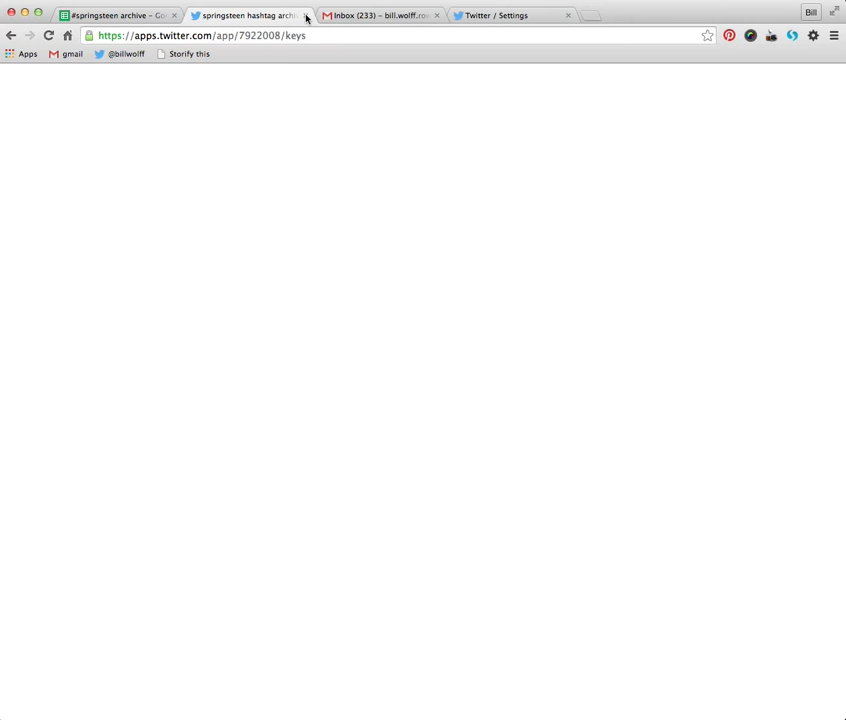 #springsteen archive - Go
springsteen hashtag archi
Inbox (233) - bill.wolff.ro
Twitter / Settings
Bill
https://apps.twitter.com/app/7922008/keys
Apps
gmail
@billwolff
Storify this